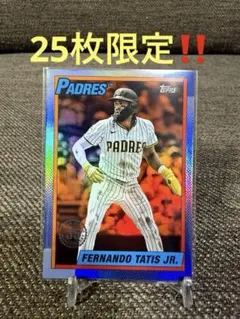 25枚限定‼️
PADRES
Topps
PADRES
FERNANDO TATIS JR.